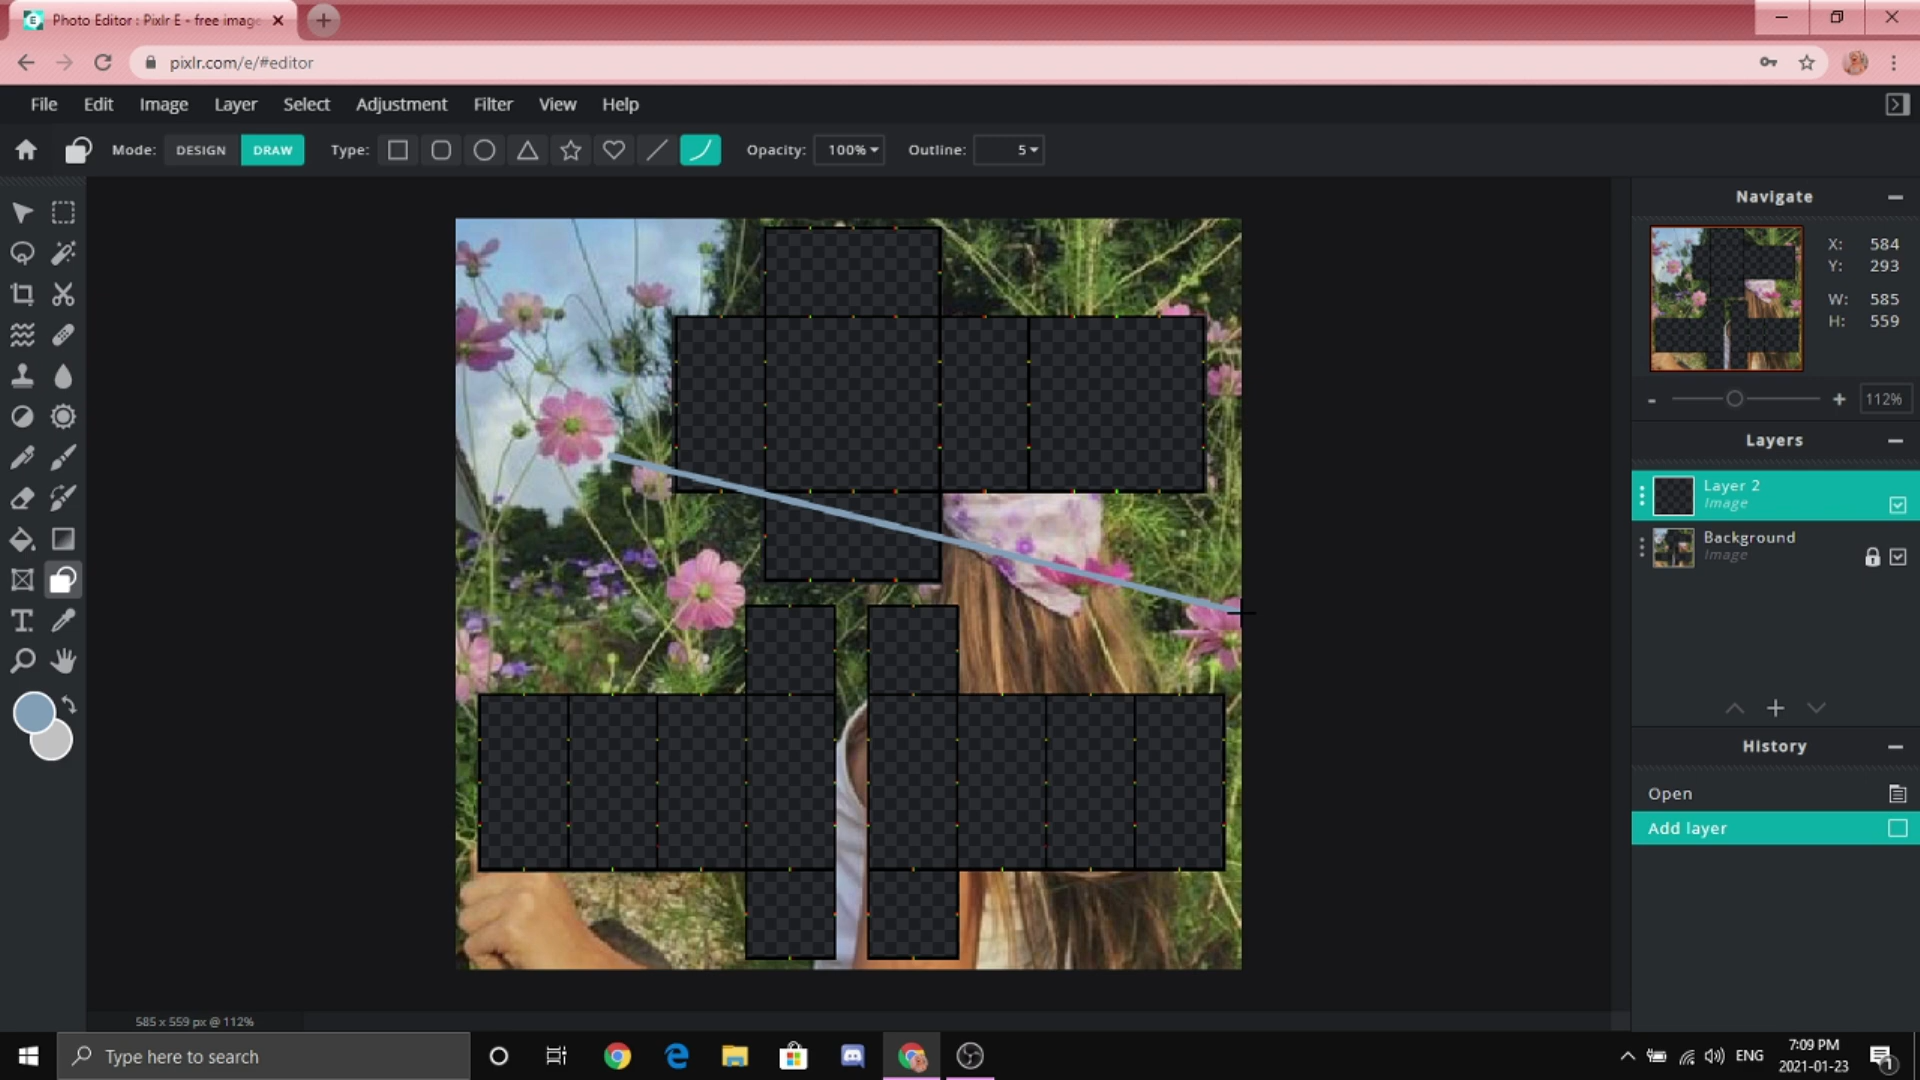 Photo Editor : Pixlr E - free image
pixlr.com/e/#editor
File Edit Image Layer Select Adjustment Filter View Help
Mode: DESIGN DRAW Type: Opacity: 100% Outline: 5
Navigate
X: 584
Y: 293
W: 585
H: 559
- + 112%
Layers
Layer 2
Image
Background
Image
History
Open
Add layer
585 x 559 px @ 112%
Type here to search
ENG
7:09 PM
2021-01-23
1